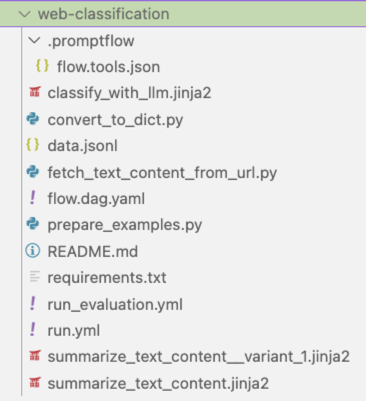 web-classification
.promptflow
flow.tools.json
classify_with_llm.jinja2
convert_to_dict.py
data.jsonl
fetch_text_content_from_url.py
flow.dag.yaml
prepare_examples.py
README.md
requirements.txt
run_evaluation.yml
run.yml
summarize_text_content__variant_1.jinja2
summarize_text_content.jinja2